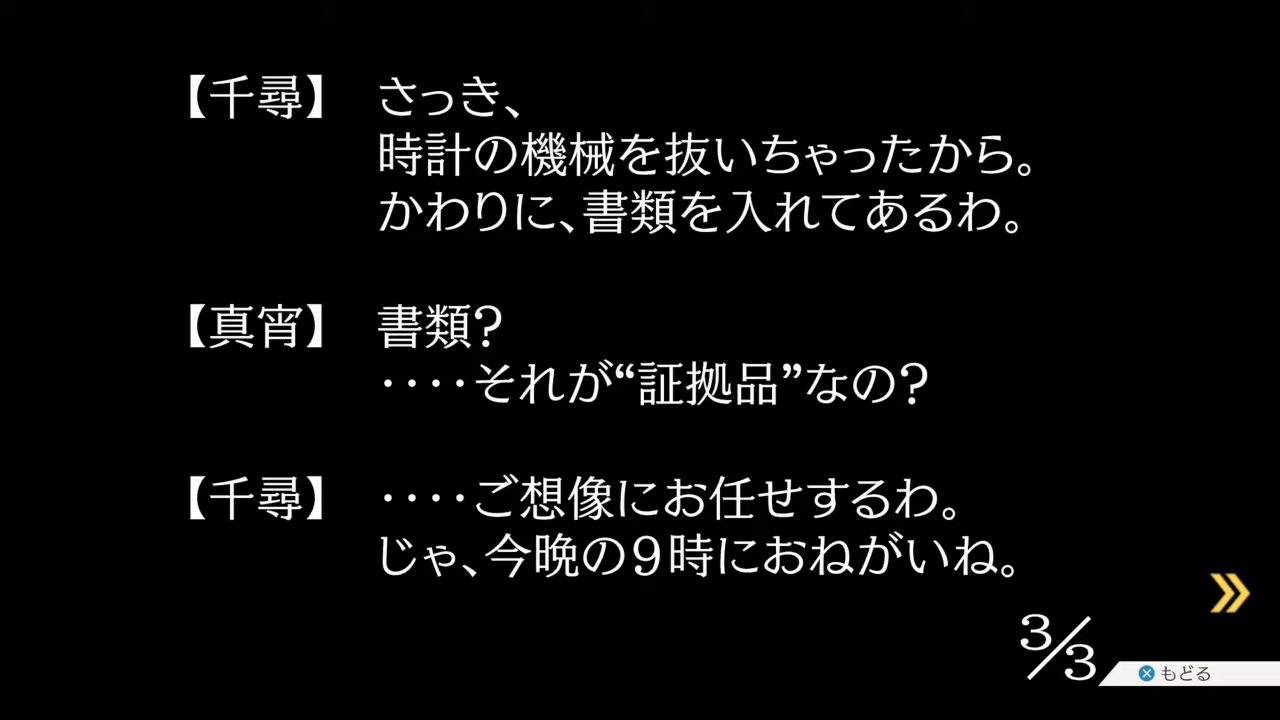 【千尋】 さっき、
時計の機械を抜いちゃったから。
かわりに、書類を入れてあるわ。
【真宵】 書類?
‥‥それが“証拠品”なの?
【千尋】 ‥‥ご想像にお任せするわ。
じゃ、今晩の9時におねがいね。
3/3
もどる